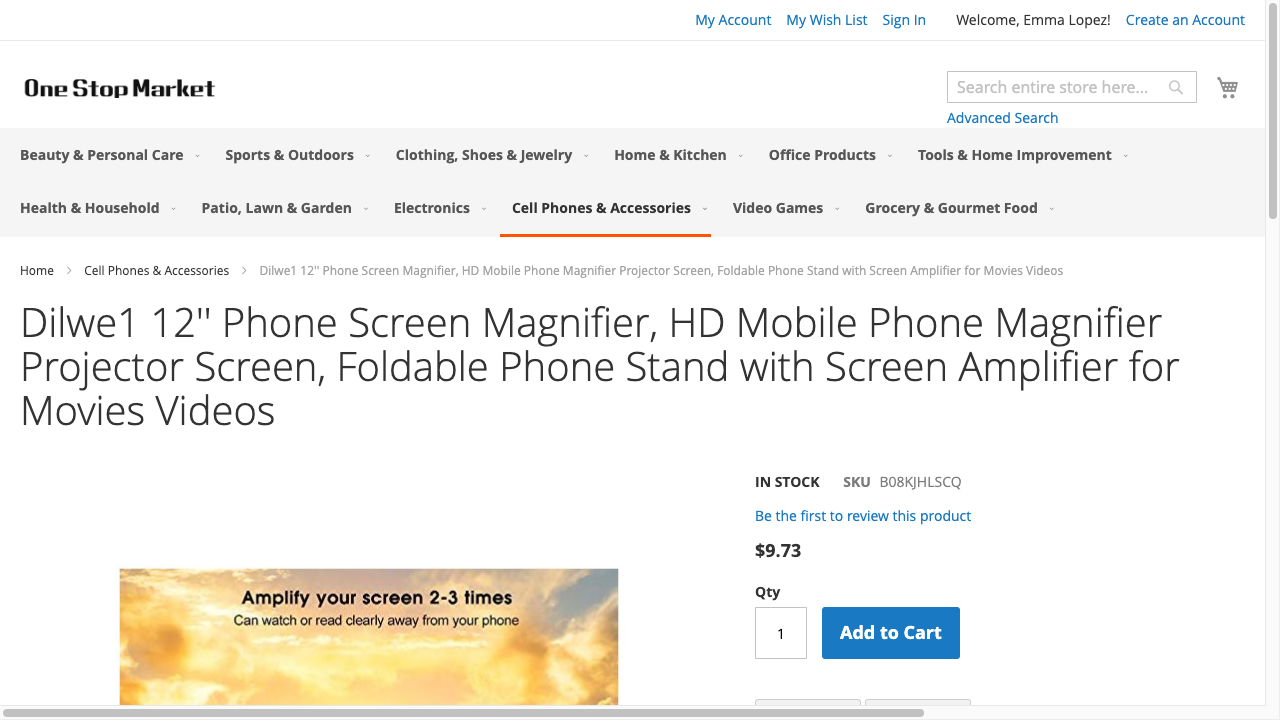 My Account My Wish List Sign In Welcome, Emma Lopez! Create an Account
One Stop Market
Search entire store here...
Advanced Search
Beauty & Personal Care Sports & Outdoors Clothing, Shoes & Jewelry Home & Kitchen Office Products Tools & Home Improvement
Health & Household Patio, Lawn & Garden Electronics Cell Phones & Accessories Video Games Grocery & Gourmet Food
Home Cell Phones & Accessories Dilwe1 12'' Phone Screen Magnifier, HD Mobile Phone Magnifier Projector Screen, Foldable Phone Stand with Screen Amplifier for Movies Videos
Dilwe1 12'' Phone Screen Magnifier, HD Mobile Phone Magnifier
Projector Screen, Foldable Phone Stand with Screen Amplifier for
Movies Videos
IN STOCK SKU B08KJHLSCQ
Be the first to review this product
$9.73
Qty
1 Add to Cart
Amplify your screen 2-3 times
Can watch or read clearly away from your phone